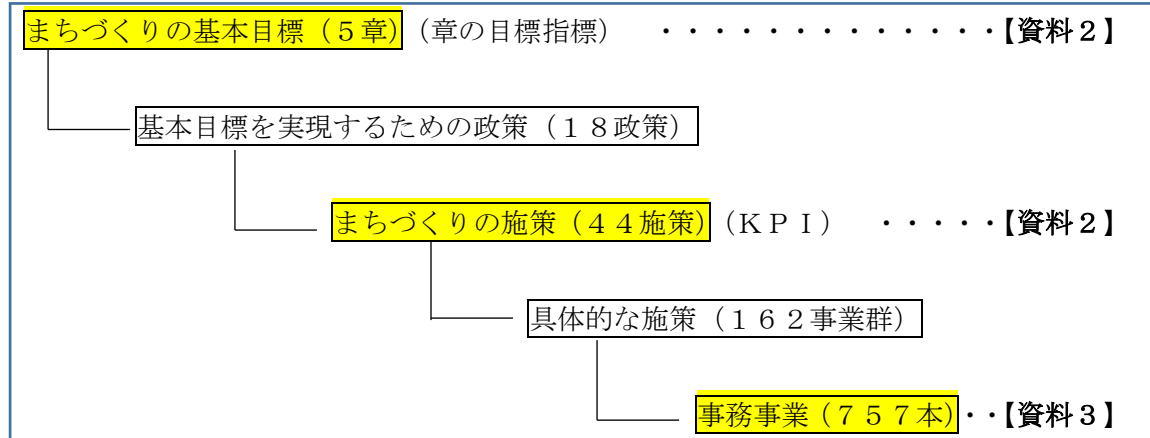 まちづくりの基本目標（５章）（章の目標指標）　・・・・・・・・・・・・・【資料２】
基本目標を実現するための政策（１８政策）
まちづくりの施策（４４施策）（ＫＰＩ）　・・・・・【資料２】
具体的な施策（１６２事業群）
事務事業（７５７本）・・【資料３】